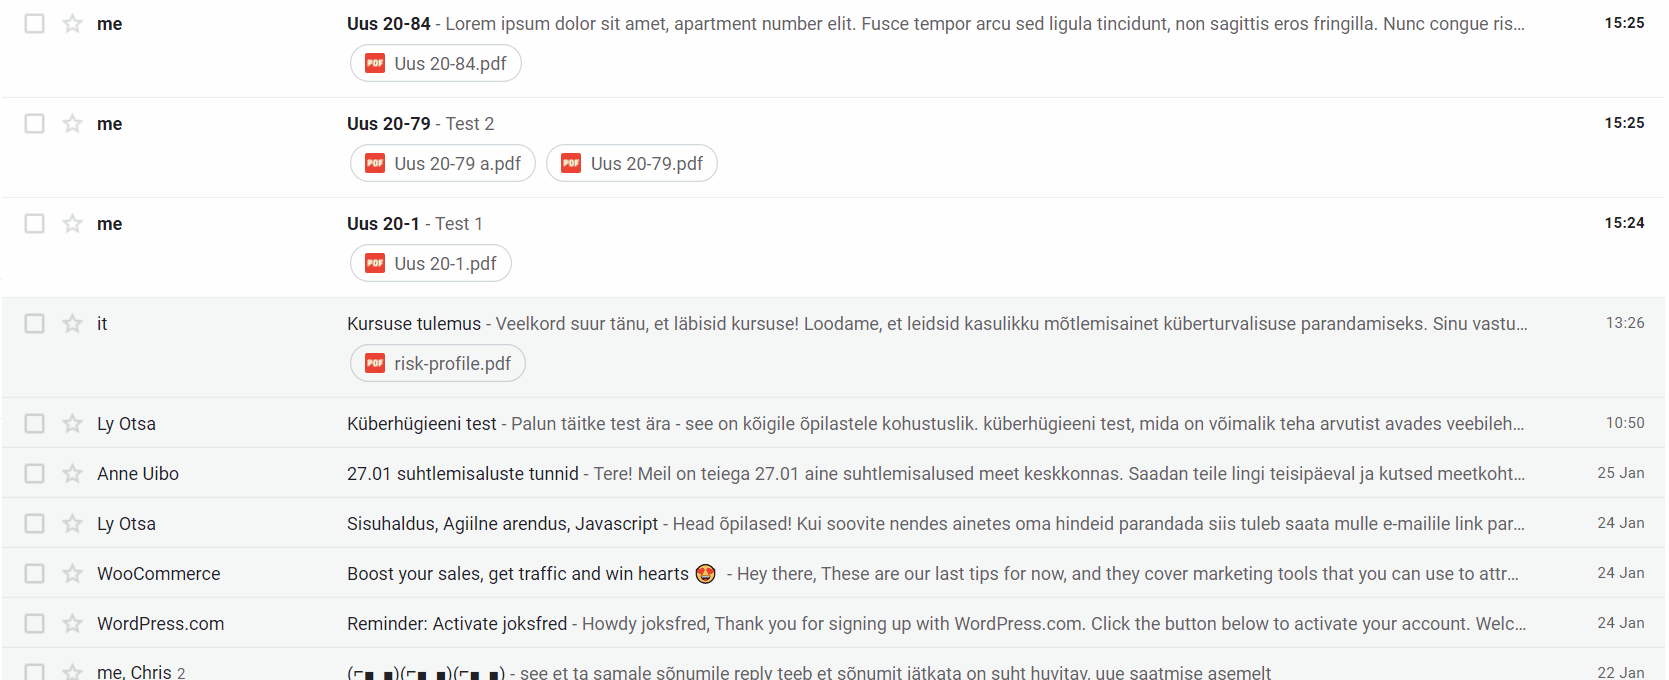 me Uus 20-84 - Lorem ipsum dolor sit amet, apartment number elit. Fusce tempor arcu sed ligula tincidunt, non sagittis eros fringilla. Nunc congue ris... 15:25
PDF Uus 20-84.pdf
me Uus 20-79 - Test 2 15:25
PDF Uus 20-79 a.pdf PDF Uus 20-79.pdf
me Uus 20-1 - Test 1 15:24
PDF Uus 20-1.pdf
it Kursuse tulemus - Veelkord suur tänu, et läbisid kursuse! Loodame, et leidsid kasulikku mõtlemisainet küberturvalisuse parandamiseks. Sinu vastu... 13:26
PDF risk-profile.pdf
Ly Otsa Küberhügieeni test - Palun täitke test ära - see on kõigile õpilastele kohustuslik. küberhügieeni test, mida on võimalik teha arvutist avades veebileh... 10:50
Anne Uibo 27.01 suhtlemisaluste tunnid - Tere! Meil on teiega 27.01 aine suhtlemisalused meet keskkonnas. Saadan teile lingi teisipäeval ja kutsed meetkoht... 25 Jan
Ly Otsa Sisuhaldus, Agiilne arendus, Javascript - Head õpilased! Kui soovite nendes ainetes oma hindeid parandada siis tuleb saata mulle e-mailile link par... 24 Jan
WooCommerce Boost your sales, get traffic and win hearts 😍 - Hey there, These are our last tips for now, and they cover marketing tools that you can use to attr... 24 Jan
WordPress.com Reminder: Activate joksfred - Howdy joksfred, Thank you for signing up with WordPress.com. Click the button below to activate your account. Welc... 24 Jan
me, Chris 2 (⌐■_■)(⌐■_■)(⌐■_■) - see et ta samale sõnumile reply teeb et sõnumit jätkata on suht huvitav, uue saatmise asemelt 22 Jan